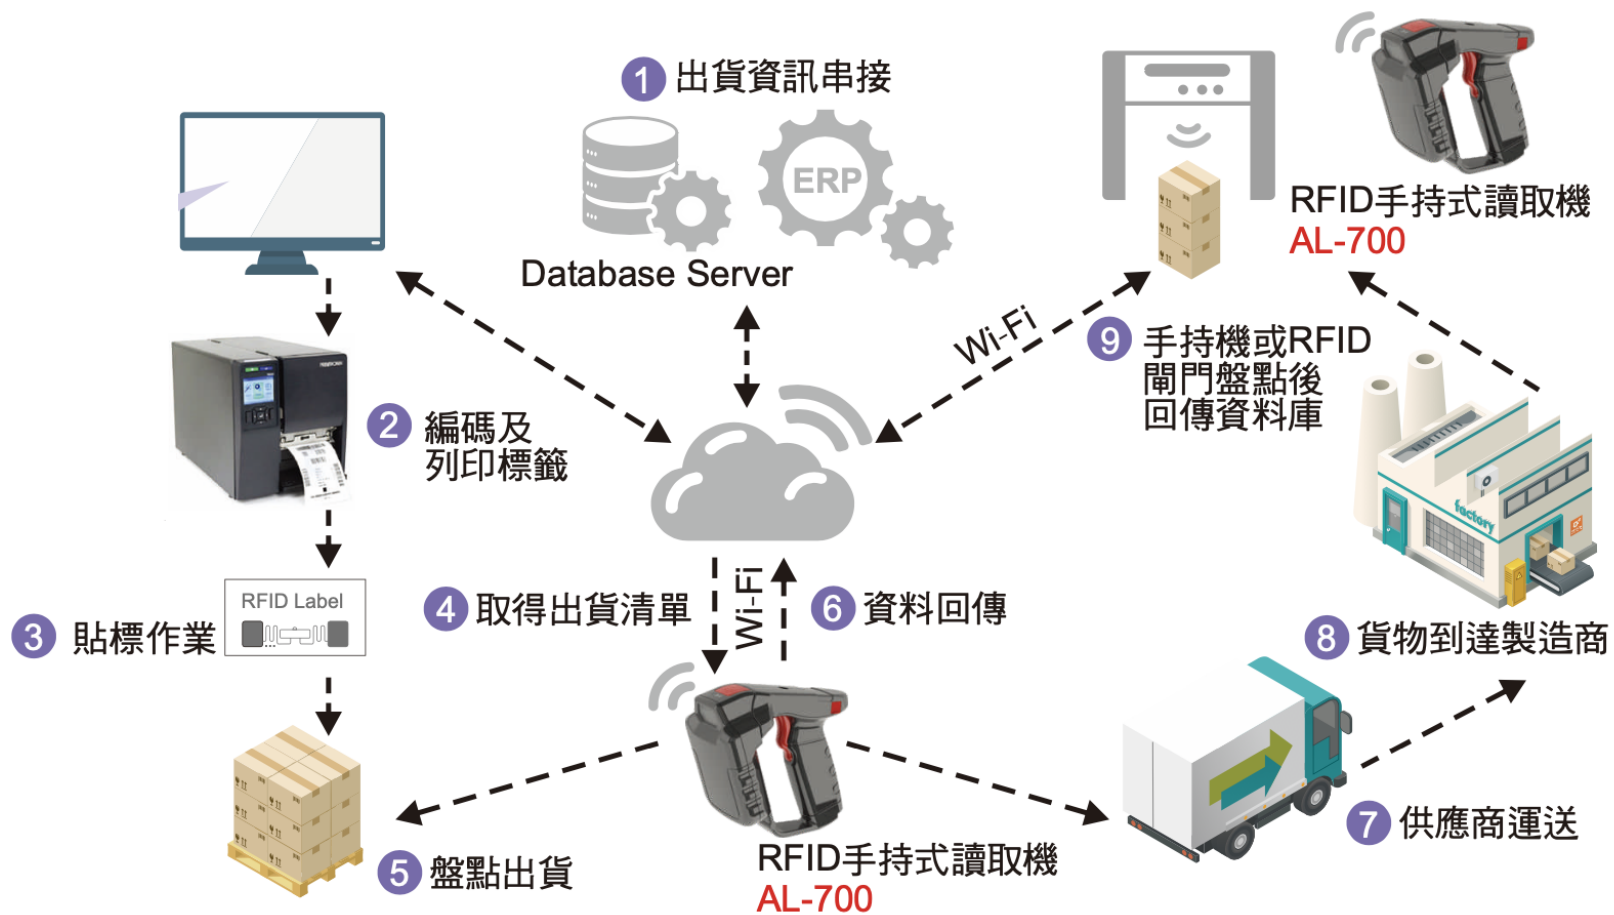 1 出貨資訊串接
ERP
Database Server
2 編碼及
列印標籤
3 貼標作業
RFID Label
4 取得出貨清單
Wi-Fi
6 資料回傳
5 盤點出貨
RFID手持式讀取機
AL-700
7 供應商運送
8 貨物到達製造商
factory
Wi-Fi
9 手持機或RFID
閘門盤點後
回傳資料庫
RFID手持式讀取機
AL-700